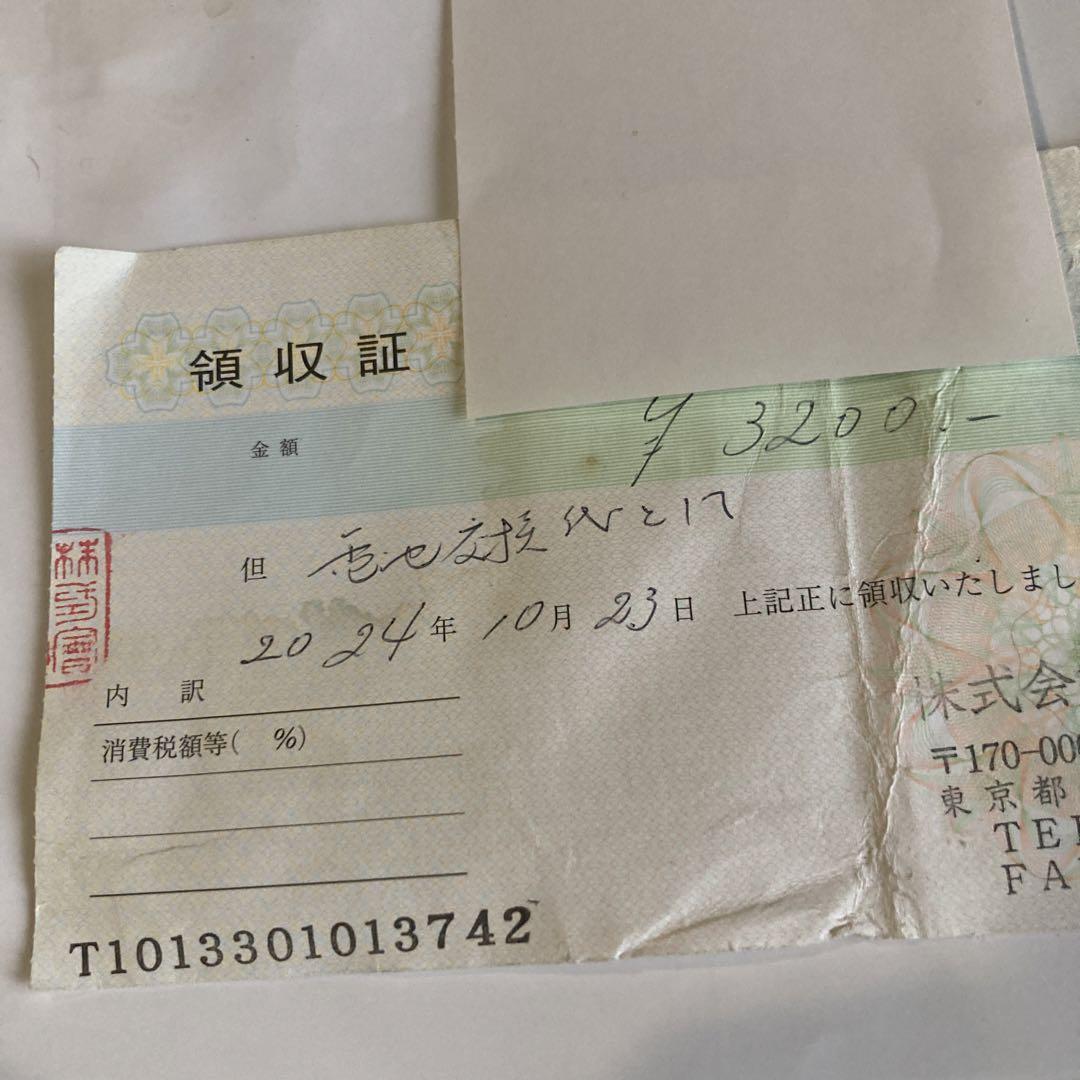 領収証
金額 ¥3200.-
但 電池交換代として
2024年 10月 23日 上記正に領収いたしまし
内訳
消費税額等( %)
株式会
〒170-00
東京都
TE
FA
T1013301013742